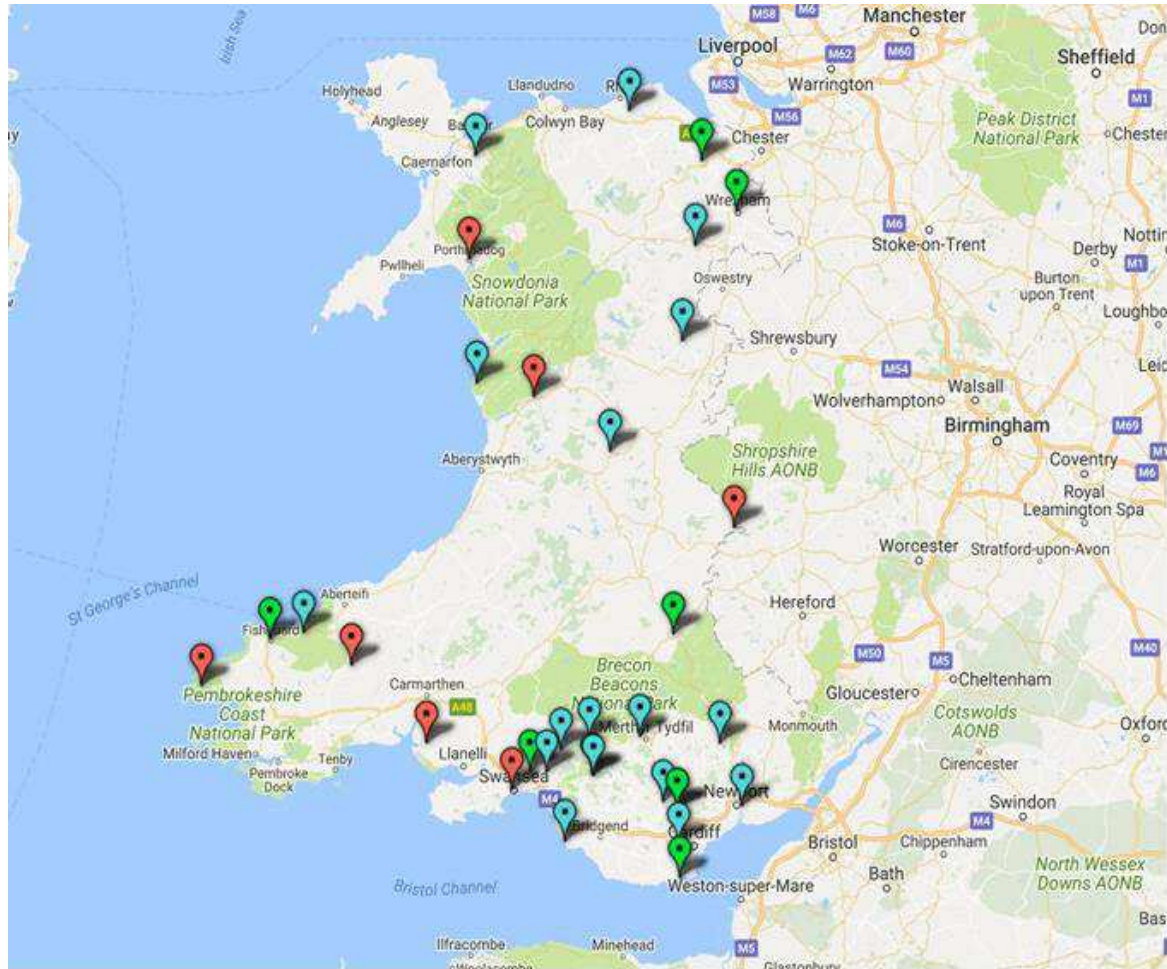 M58
M6
Manchester
Irish Sea
Liverpool
M62
M60
Sheffield
Llandudno
M53
Warrington
Holyhead
M1
Colwyn Bay
Anglesey
M56
Peak District
National Park
Chester
Caernarfon
M6
Stoke-on-Trent
Derby
Pwllheli
M1
Snowdonia
National Park
Oswestry
Burton
upon Trent
Shrewsbury
M54
Walsall
Wolverhampton
M69
Birmingham
Aberystwyth
Shropshire
Hills AONB
Coventry
M6
Royal
Leamington Spa
Worcester
Stratford-upon-Avon
St George's Channel
Aberteifi
Hereford
M50
M5
M40
Brecon
Beacons
Carmarthen
Cheltenham
Gloucester
Pembrokeshire
Coast
National Park
A48
Monmouth
Cotswolds
AONB
Milford Haven
Tenby
Llanelli
Cirencester
Pembroke
Dock
Swansea
M4
Newport
Swindon
Bridgend
Cardiff
M4
Bristol
Chippenham
Bristol Channel
Weston-super-Mare
Bath
North Wessex
Downs AONB
Ilfracombe
Minehead
M5